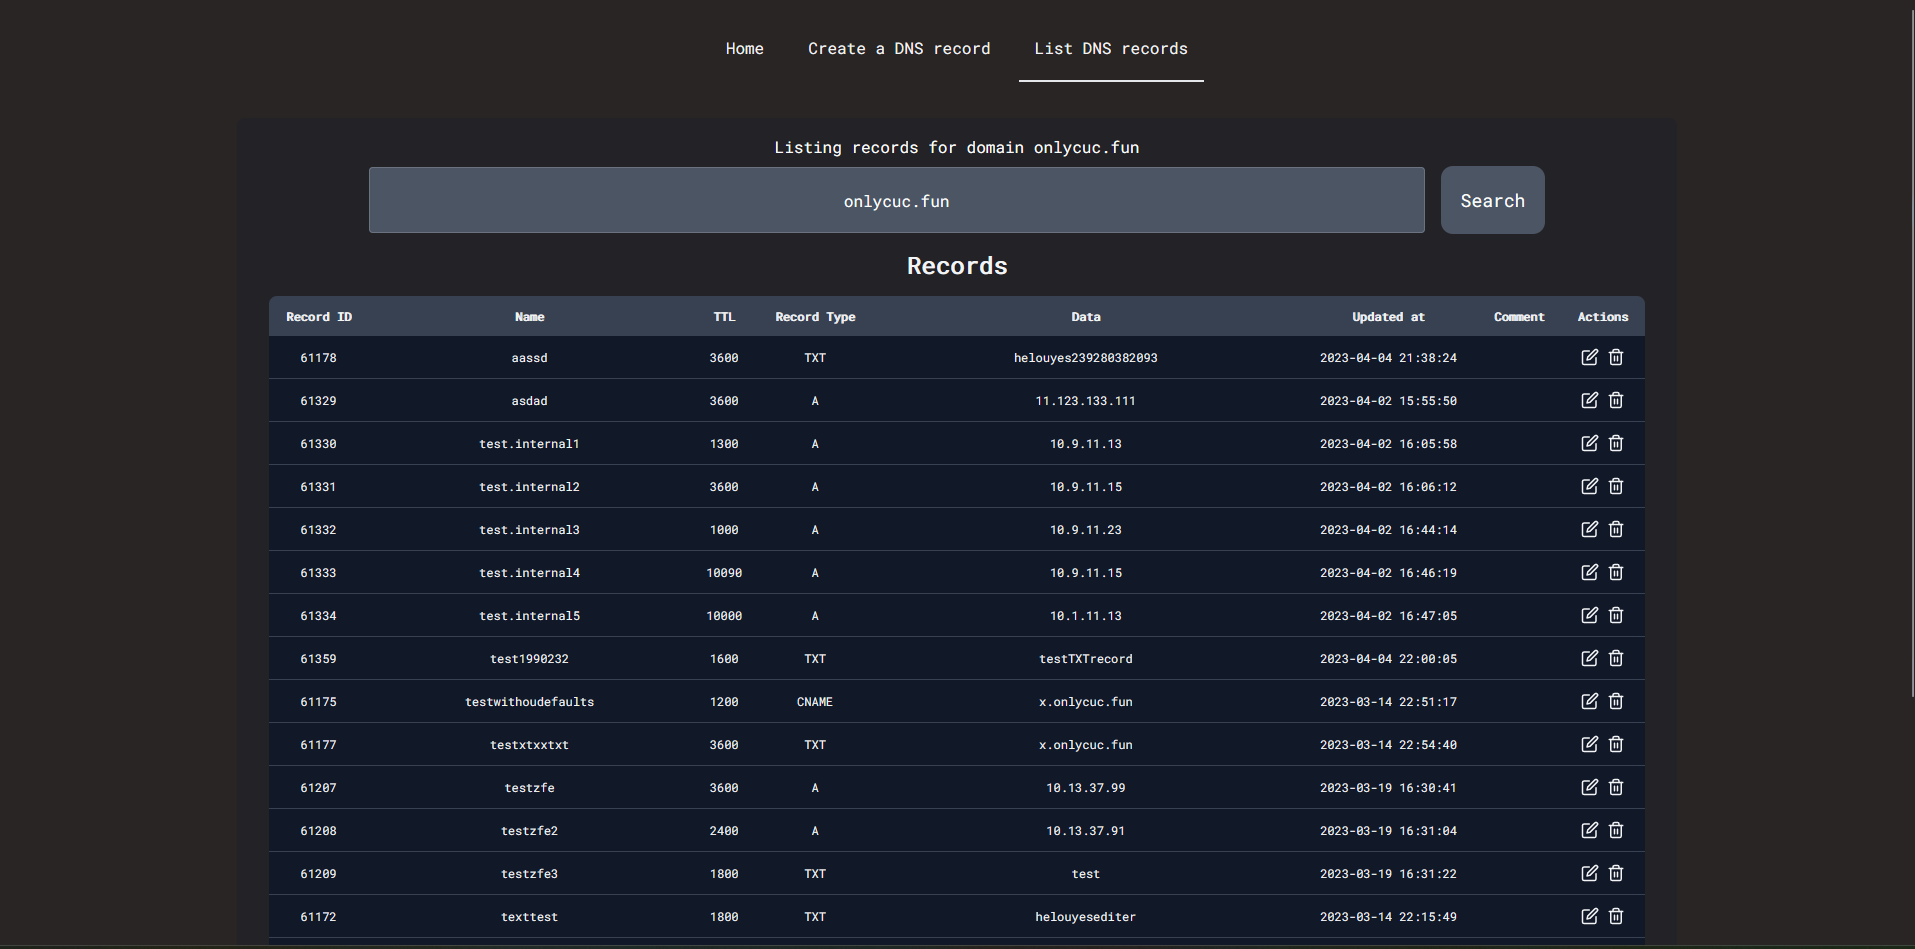 Home Create a DNS record List DNS records
Listing records for domain onlycuc.fun
onlycuc.fun Search
Records
Record ID Name TTL Record Type Data Updated at Comment Actions
61178 aassd 3600 TXT helouyes239280382093 2023-04-04 21:38:24
61329 asdad 3600 A 11.123.133.111 2023-04-02 15:55:50
61330 test.internal1 1300 A 10.9.11.13 2023-04-02 16:05:58
61331 test.internal2 3600 A 10.9.11.15 2023-04-02 16:06:12
61332 test.internal3 1000 A 10.9.11.23 2023-04-02 16:44:14
61333 test.internal4 10090 A 10.9.11.15 2023-04-02 16:46:19
61334 test.internal5 10000 A 10.1.11.13 2023-04-02 16:47:05
61359 test1990232 1600 TXT testTXTrecord 2023-04-04 22:00:05
61175 testwithoudefaults 1200 CNAME x.onlycuc.fun 2023-03-14 22:51:17
61177 testxtxxtxt 3600 TXT x.onlycuc.fun 2023-03-14 22:54:40
61207 testzfe 3600 A 10.13.37.99 2023-03-19 16:30:41
61208 testzfe2 2400 A 10.13.37.91 2023-03-19 16:31:04
61209 testzfe3 1800 TXT test 2023-03-19 16:31:22
61172 texttest 1800 TXT helouyesediter 2023-03-14 22:15:49